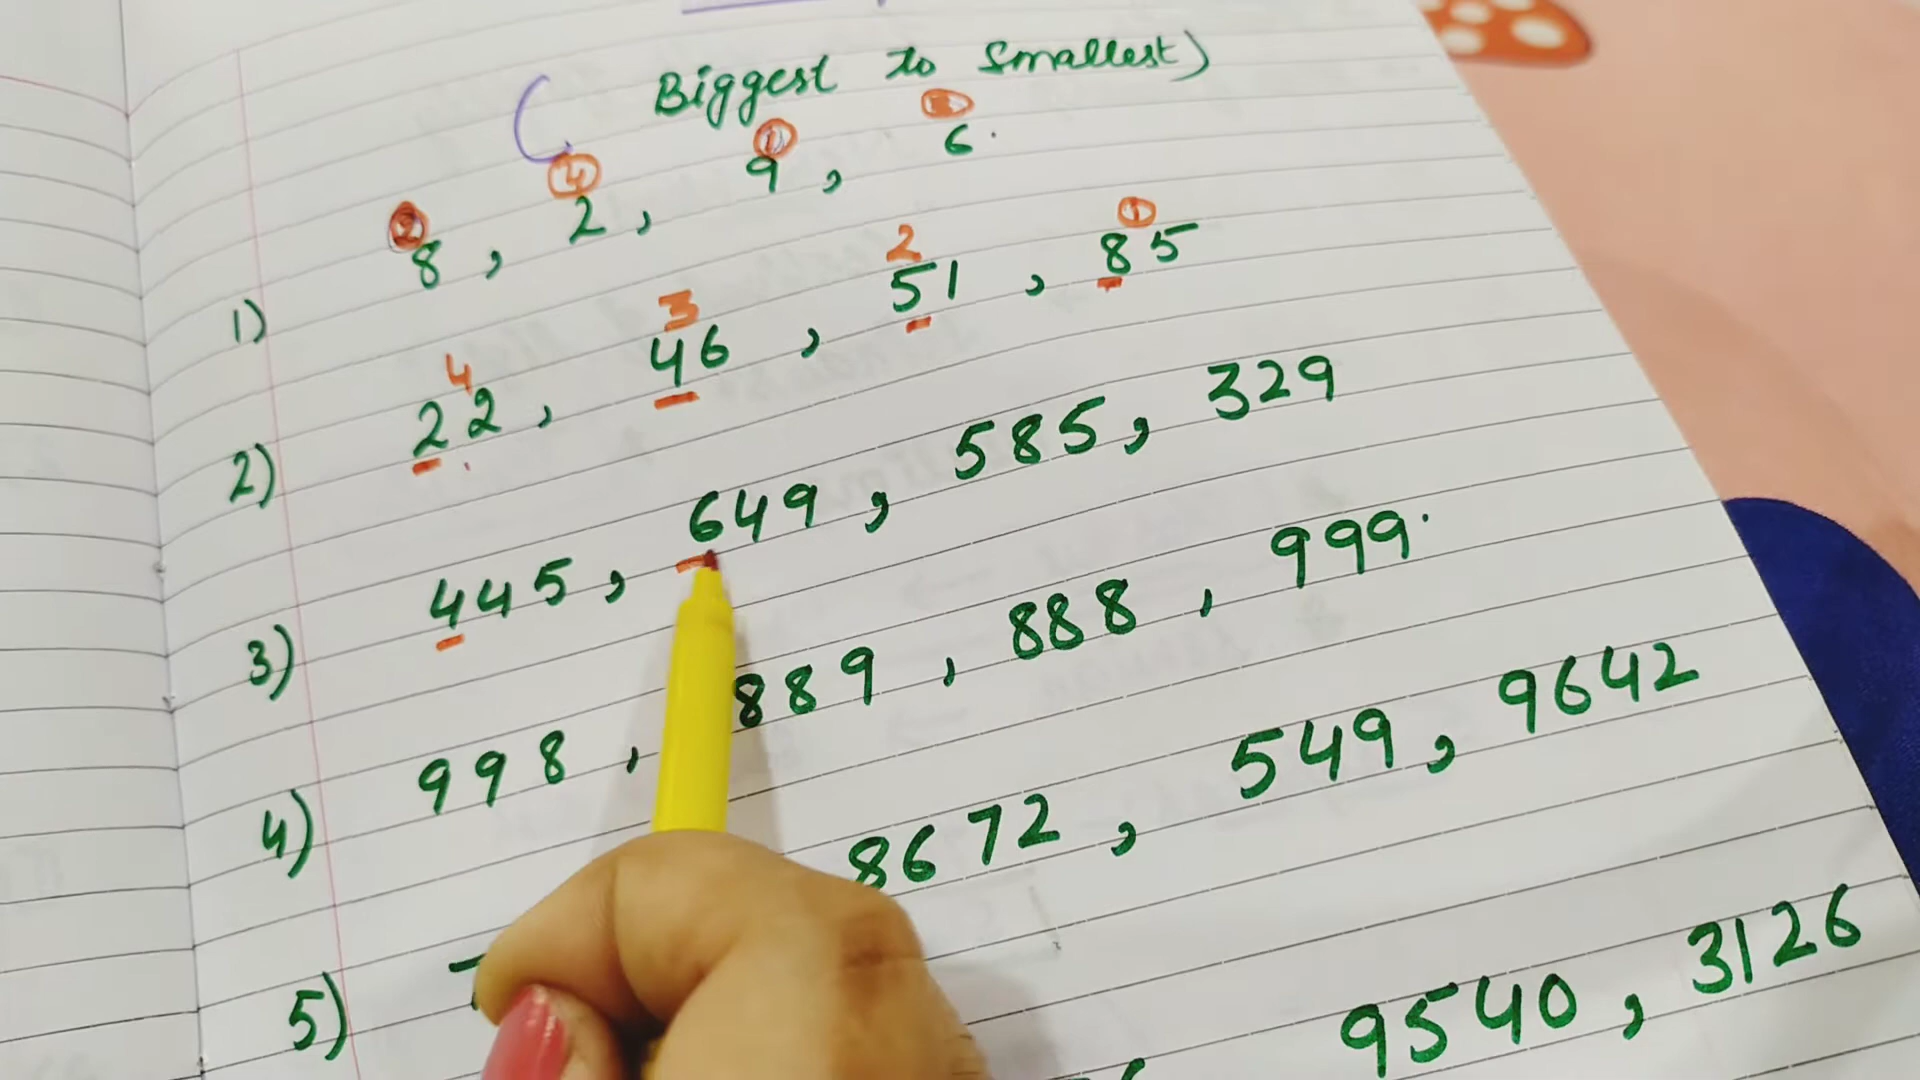 ( Biggest to Smallest)
2 4 1
1) 8 , 2 , 9 , 6 .
4 3 2 1
2) 22 , 46 , 51 , 85
3) 445 , 649 , 585 , 329
4) 998 , 889 , 888 , 999 .
5) 8672 , 549 , 9642
9540 , 3126